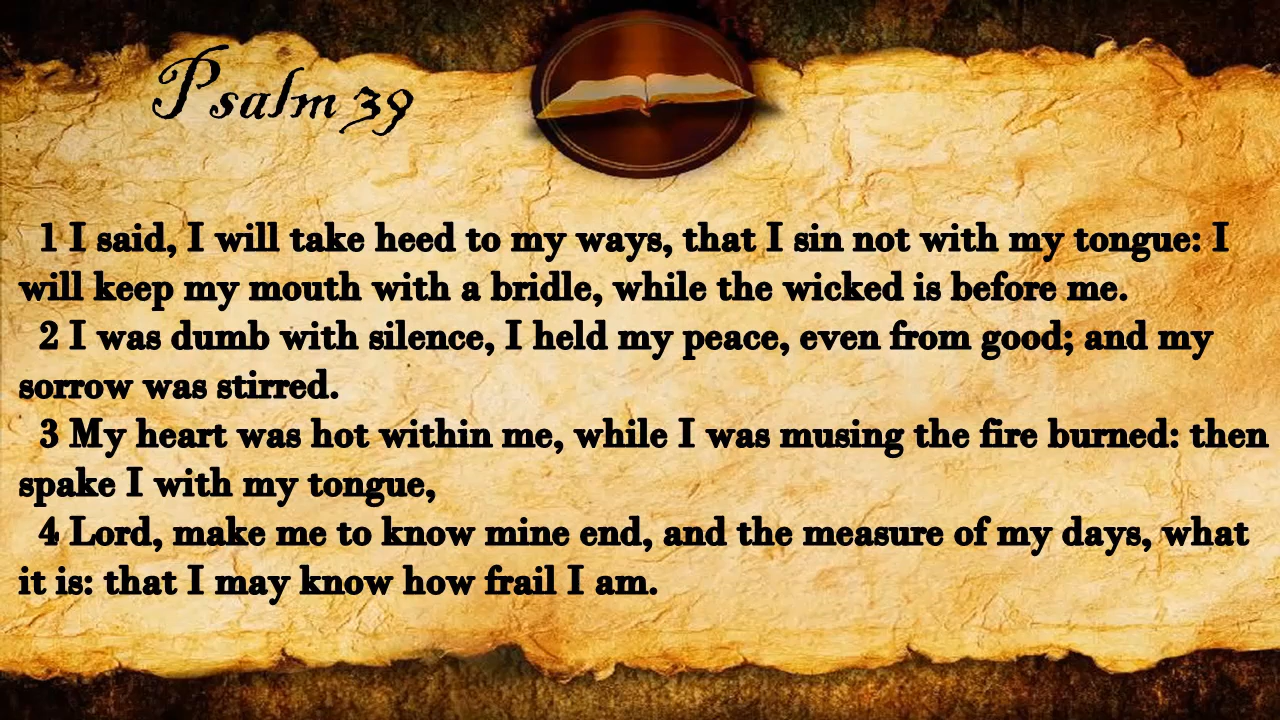 Psalm 39
1 I said, I will take heed to my ways, that I sin not with my tongue: I
will keep my mouth with a bridle, while the wicked is before me.
2 I was dumb with silence, I held my peace, even from good; and my
sorrow was stirred.
3 My heart was hot within me, while I was musing the fire burned: then
spake I with my tongue,
4 Lord, make me to know mine end, and the measure of my days, what
it is: that I may know how frail I am.